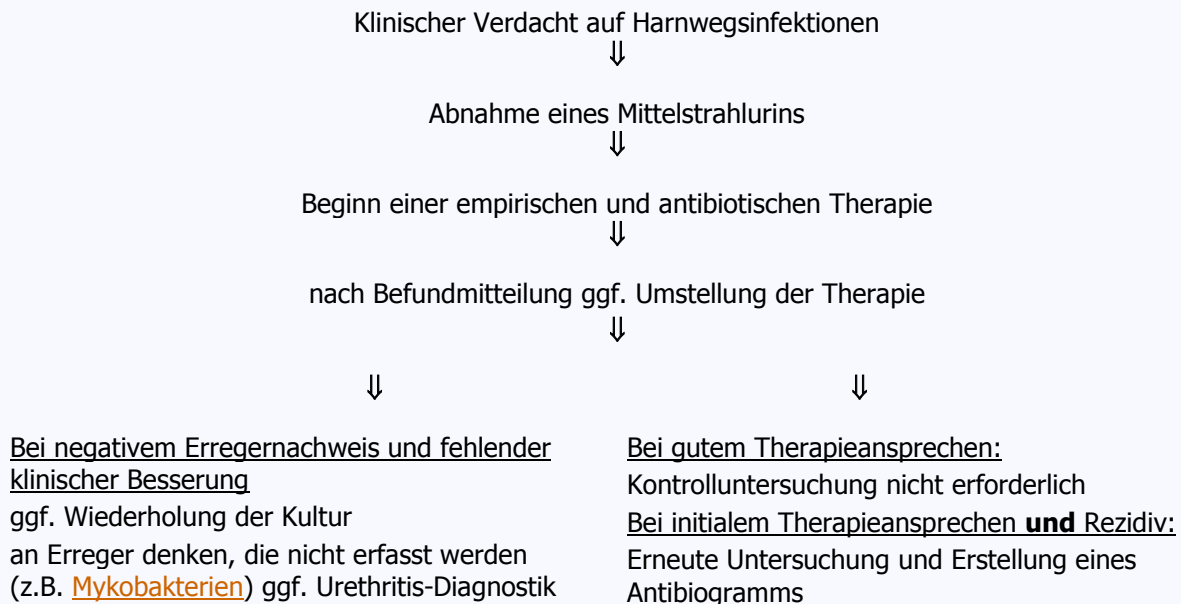 Klinischer Verdacht auf Harnwegsinfektionen
⇓
Abnahme eines Mittelstrahlurins
⇓
Beginn einer empirischen und antibiotischen Therapie
⇓
nach Befundmitteilung ggf. Umstellung der Therapie
⇓
⇓ ⇓
Bei negativem Erregernachweis und fehlender
klinischer Besserung
ggf. Wiederholung der Kultur
an Erreger denken, die nicht erfasst werden
(z.B. Mykobakterien) ggf. Urethritis-Diagnostik
Bei gutem Therapieansprechen:
Kontrolluntersuchung nicht erforderlich
Bei initialem Therapieansprechen und Rezidiv:
Erneute Untersuchung und Erstellung eines
Antibiogramms